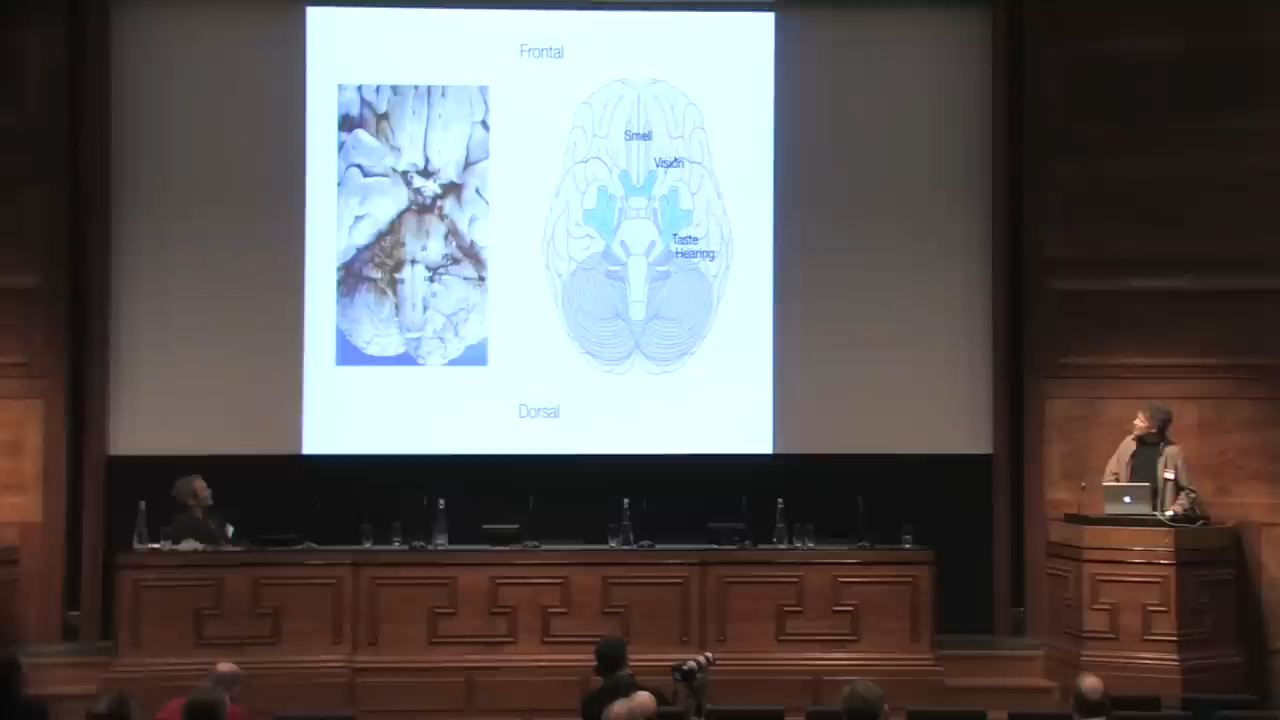 Frontal
Smell
Vision
Taste
Hearing
Dorsal